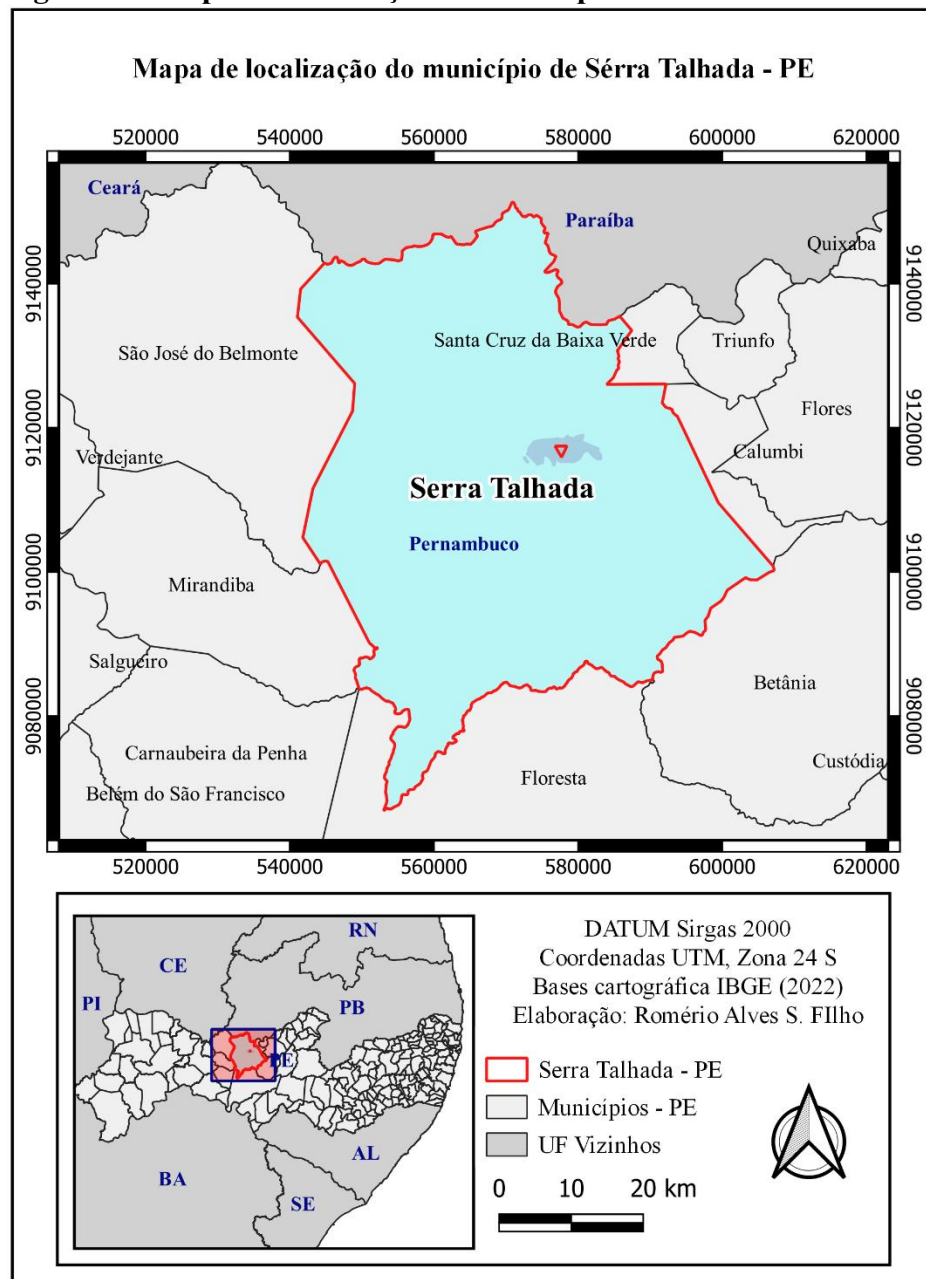 Mapa de localização do município de Sérra Talhada - PE
520000 540000 560000 580000 600000 620000
Ceará
Paraíba
Quixaba
9140000
9140000
São José do Belmonte
Santa Cruz da Baixa Verde
Triunfo
Flores
9120000
9120000
Verdejante
Calumbi
Serra Talhada
Pernambuco
9100000
9100000
Mirandiba
Salgueiro
Betânia
9080000
9080000
Carnaubeira da Penha
Floresta
Custódia
Belém do São Francisco
520000 540000 560000 580000 600000 620000
RN
CE
PI
PB
PE
AL
BA
SE
DATUM Sirgas 2000
Coordenadas UTM, Zona 24 S
Bases cartográfica IBGE (2022)
Elaboração: Romério Alves S. FIlho
Serra Talhada - PE
Municípios - PE
UF Vizinhos
0 10 20 km